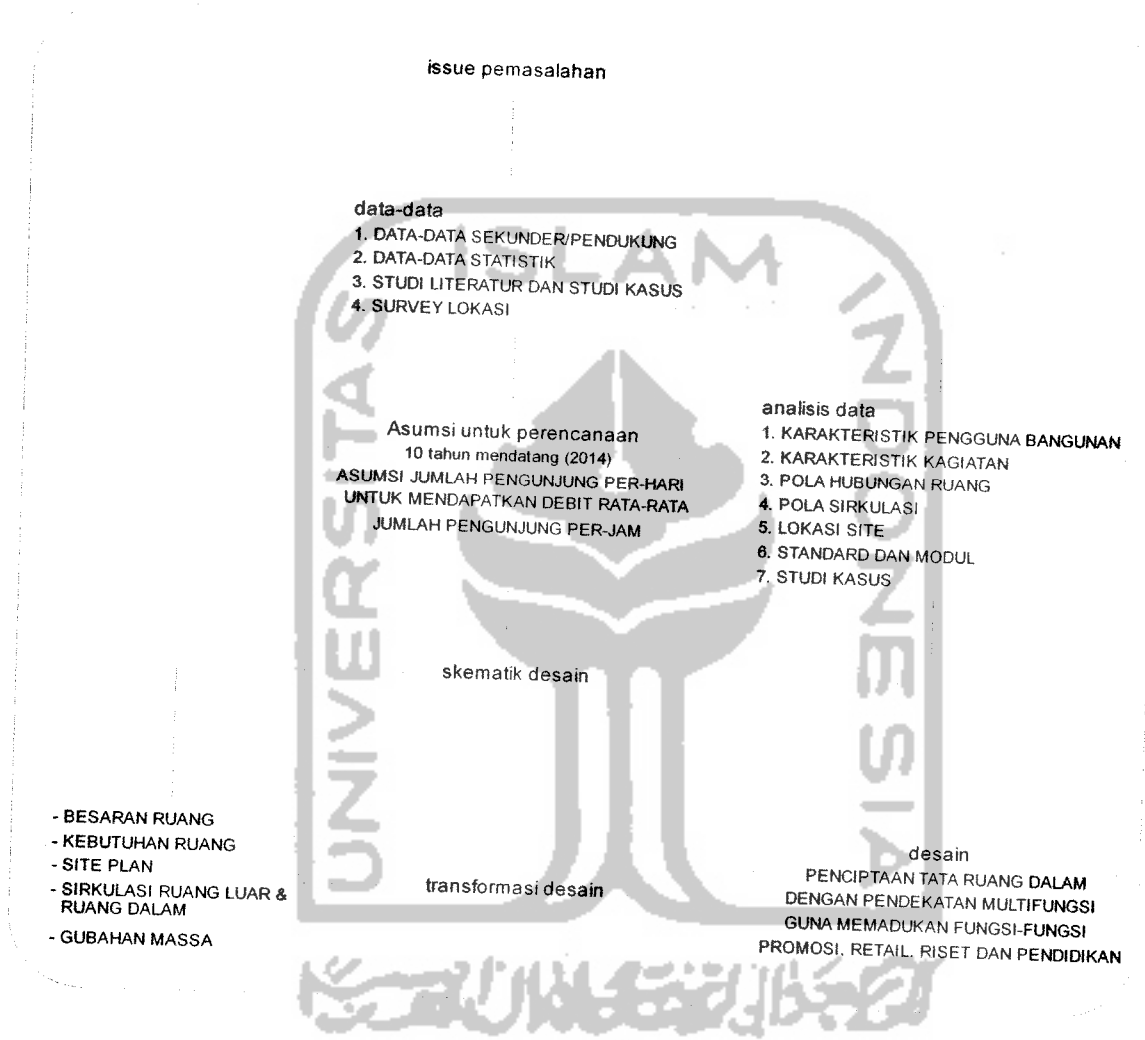 issue pemasalahan
data-data
1. DATA-DATA SEKUNDER/PENDUKUNG
2. DATA-DATA STATISTIK
3. STUDI LITERATUR DAN STUDI KASUS
4. SURVEY LOKASI
Asumsi untuk perencanaan
10 tahun mendatang (2014)
ASUMSI JUMLAH PENGUNJUNG PER-HARI
UNTUK MENDAPATKAN DEBIT RATA-RATA
JUMLAH PENGUNJUNG PER-JAM
analisis data
1. KARAKTERISTIK PENGGUNA BANGUNAN
2. KARAKTERISTIK KAGIATAN
3. POLA HUBUNGAN RUANG
4. POLA SIRKULASI
5. LOKASI SITE
6. STANDARD DAN MODUL
7. STUDI KASUS
skematik desain
- BESARAN RUANG
- KEBUTUHAN RUANG
- SITE PLAN
- SIRKULASI RUANG LUAR &
RUANG DALAM
- GUBAHAN MASSA
transformasi desain
desain
PENCIPTAAN TATA RUANG DALAM
DENGAN PENDEKATAN MULTIFUNGSI
GUNA MEMADUKAN FUNGSI-FUNGSI
PROMOSI, RETAIL, RISET DAN PENDIDIKAN
UNIVERSITAS
ISLAM
INDONESIA